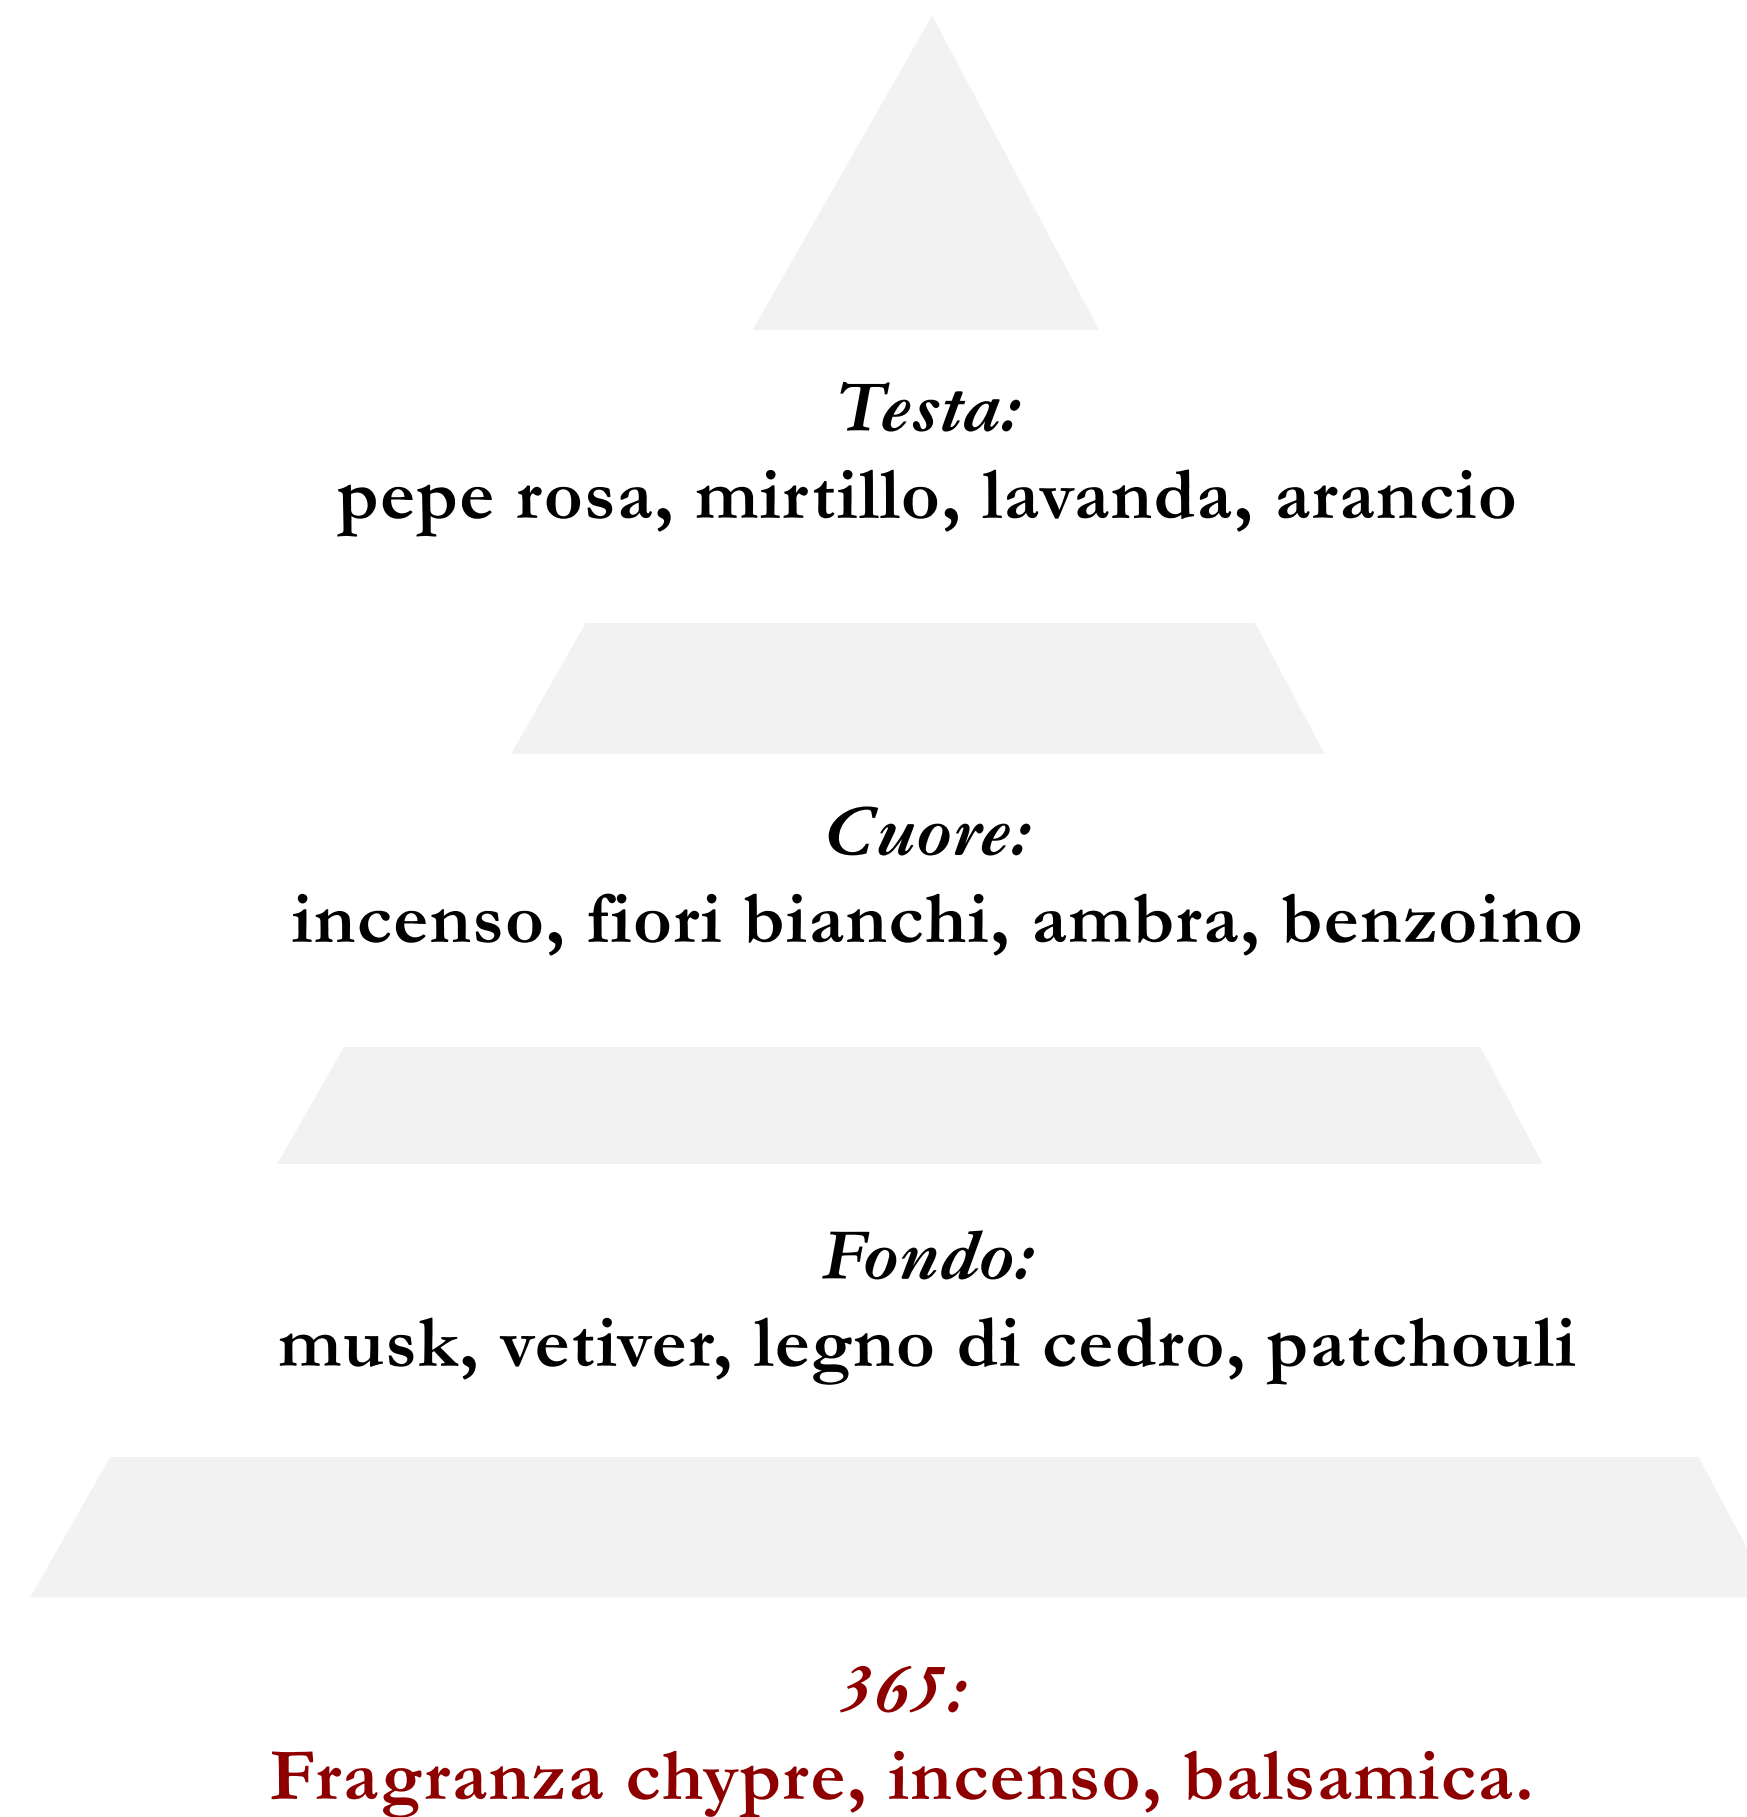 Testa:
pepe rosa, mirtillo, lavanda, arancio
Cuore:
incenso, fiori bianchi, ambra, benzoino
Fondo:
musk, vetiver, legno di cedro, patchouli
365:
Fragranza chypre, incenso, balsamica.